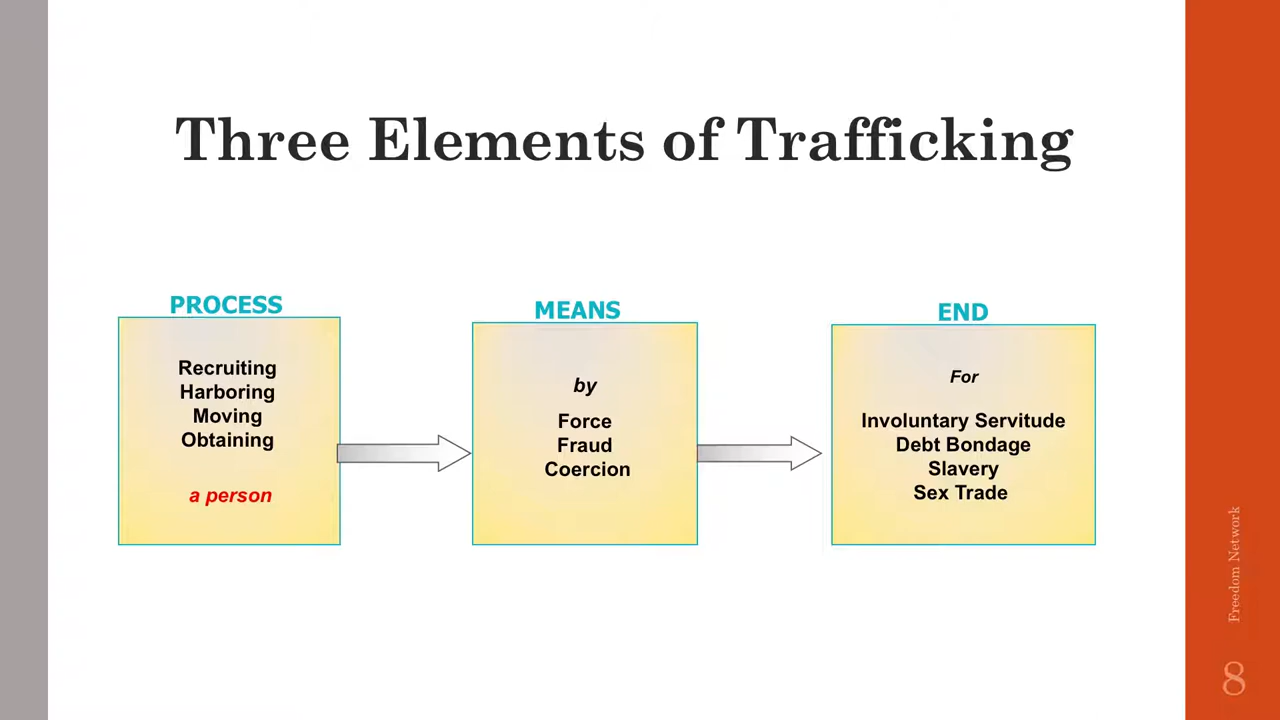 Three Elements of Trafficking
PROCESS
Recruiting
Harboring
Moving
Obtaining
a person
MEANS
by
Force
Fraud
Coercion
END
For
Involuntary Servitude
Debt Bondage
Slavery
Sex Trade
Freedom Network
8